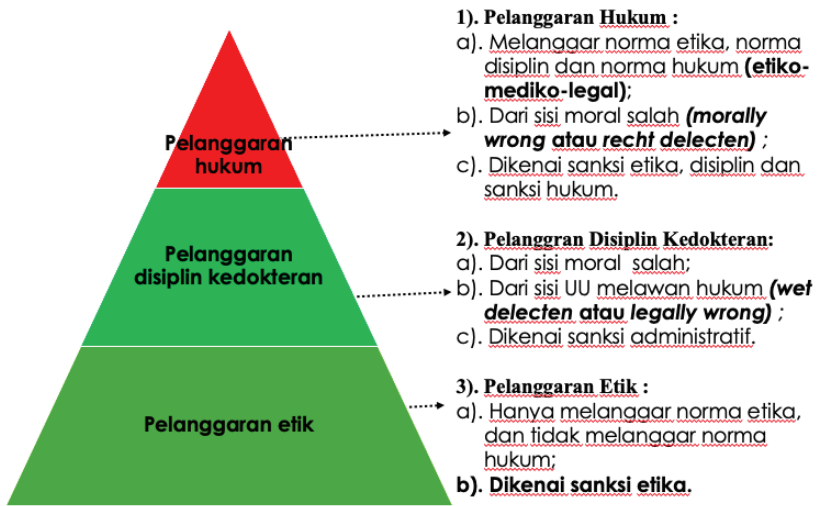 Pelanggaran
hukum
Pelanggaran
disiplin kedokteran
Pelanggaran etik
1). Pelanggaran Hukum :
a). Melanggar norma etika, norma
disiplin dan norma hukum (etiko-
mediko-legal);
b). Dari sisi moral salah (morally
wrong atau recht delecten) ;
c). Dikenai sanksi etika, disiplin dan
sanksi hukum.
2). Pelanggran Disiplin Kedokteran:
a). Dari sisi moral salah;
b). Dari sisi UU melawan hukum (wet
delecten atau legally wrong) ;
c). Dikenai sanksi administratif.
3). Pelanggaran Etik :
a). Hanya melanggar norma etika,
dan tidak melanggar norma
hukum;
b). Dikenai sanksi etika.